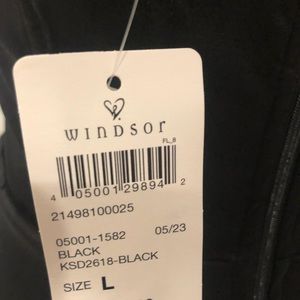 WINDSOR
FL_8
4 05001 29894 2
21498100025
05001-1582 05/23
BLACK
KSD2618-BLACK
SIZE L